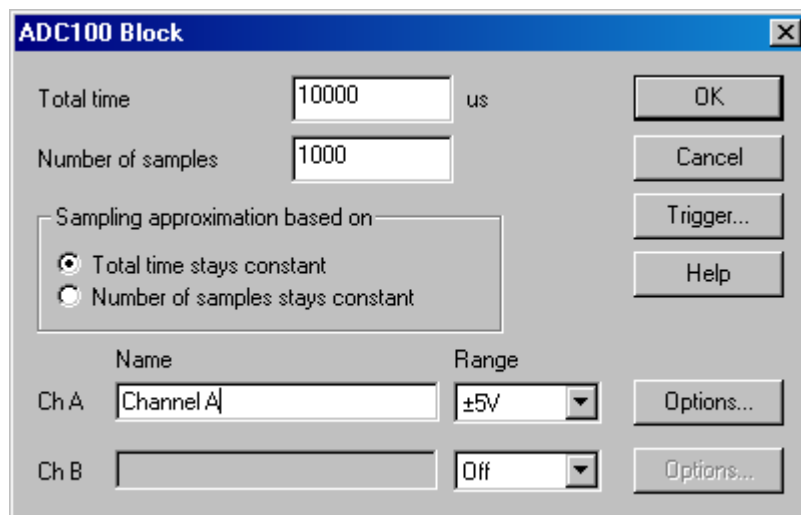 ADC100 Block
Total time 10000 us OK
Number of samples 1000 Cancel
Sampling approximation based on Trigger...
Total time stays constant
Number of samples stays constant Help
Name Range
Ch A Channel A ±5V Options...
Ch B Off Options...